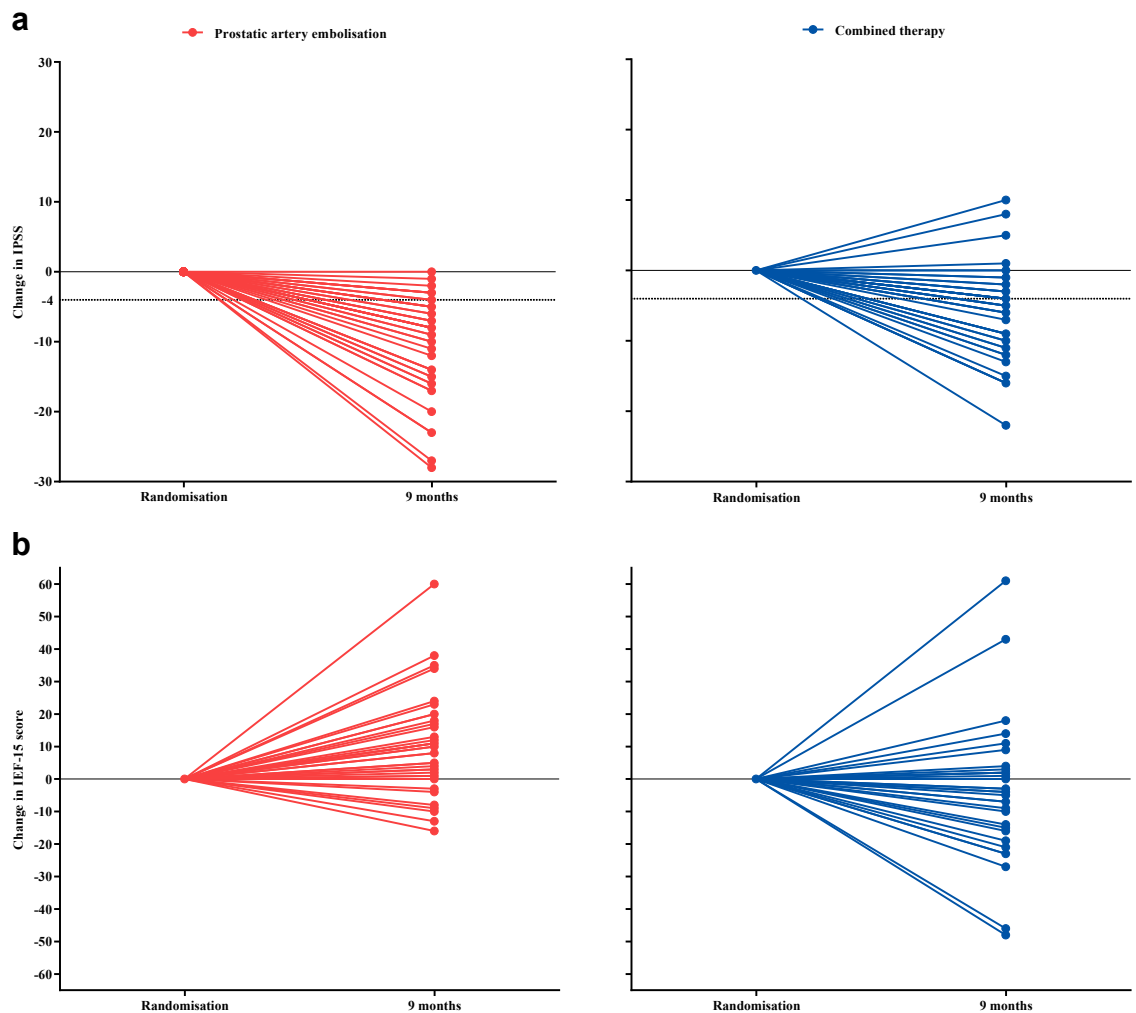 a
Prostatic artery embolisation
Combined therapy
Change in IPSS
30
20
10
0
-4
-10
-20
-30
Randomisation
9 months
Randomisation
9 months
b
Change in IIEF-15 score
60
50
40
30
20
10
0
-10
-20
-30
-40
-50
-60
Randomisation
9 months
Randomisation
9 months